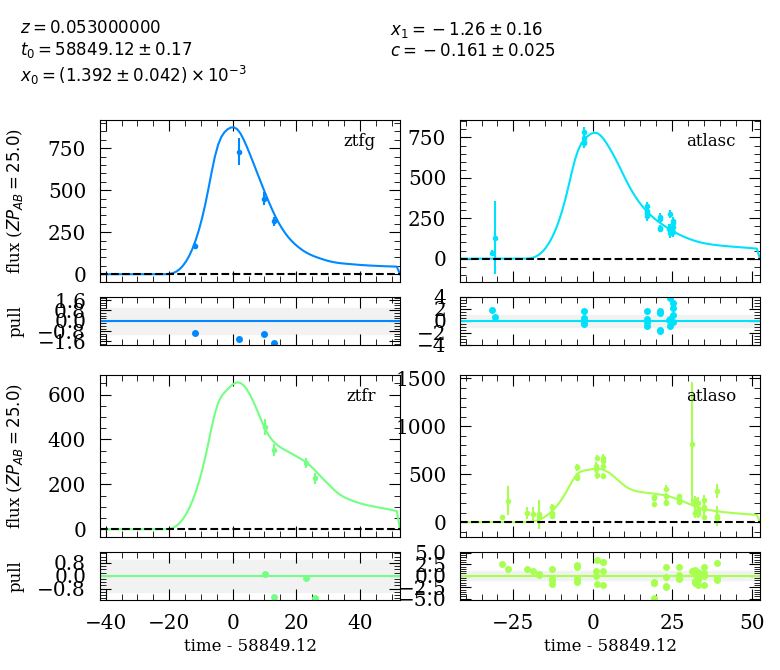 z = 0.053000000
t0 = 58849.12 ± 0.17
x0 = (1.392 ± 0.042) × 10−3
x1 = −1.26 ± 0.16
c = −0.161 ± 0.025
flux (ZPAB = 25.0)
750
500
250
0
ztfg
750
500
250
0
atlasc
pull
1.6
0.8
0.0
−0.8
−1.6
4
2
0
−2
−4
flux (ZPAB = 25.0)
600
400
200
0
ztfr
1500
1000
500
0
atlaso
pull
0.8
0.0
−0.8
5.0
2.5
0.0
−2.5
−5.0
−40 −20 0 20 40
time - 58849.12
−25 0 25 50
time - 58849.12